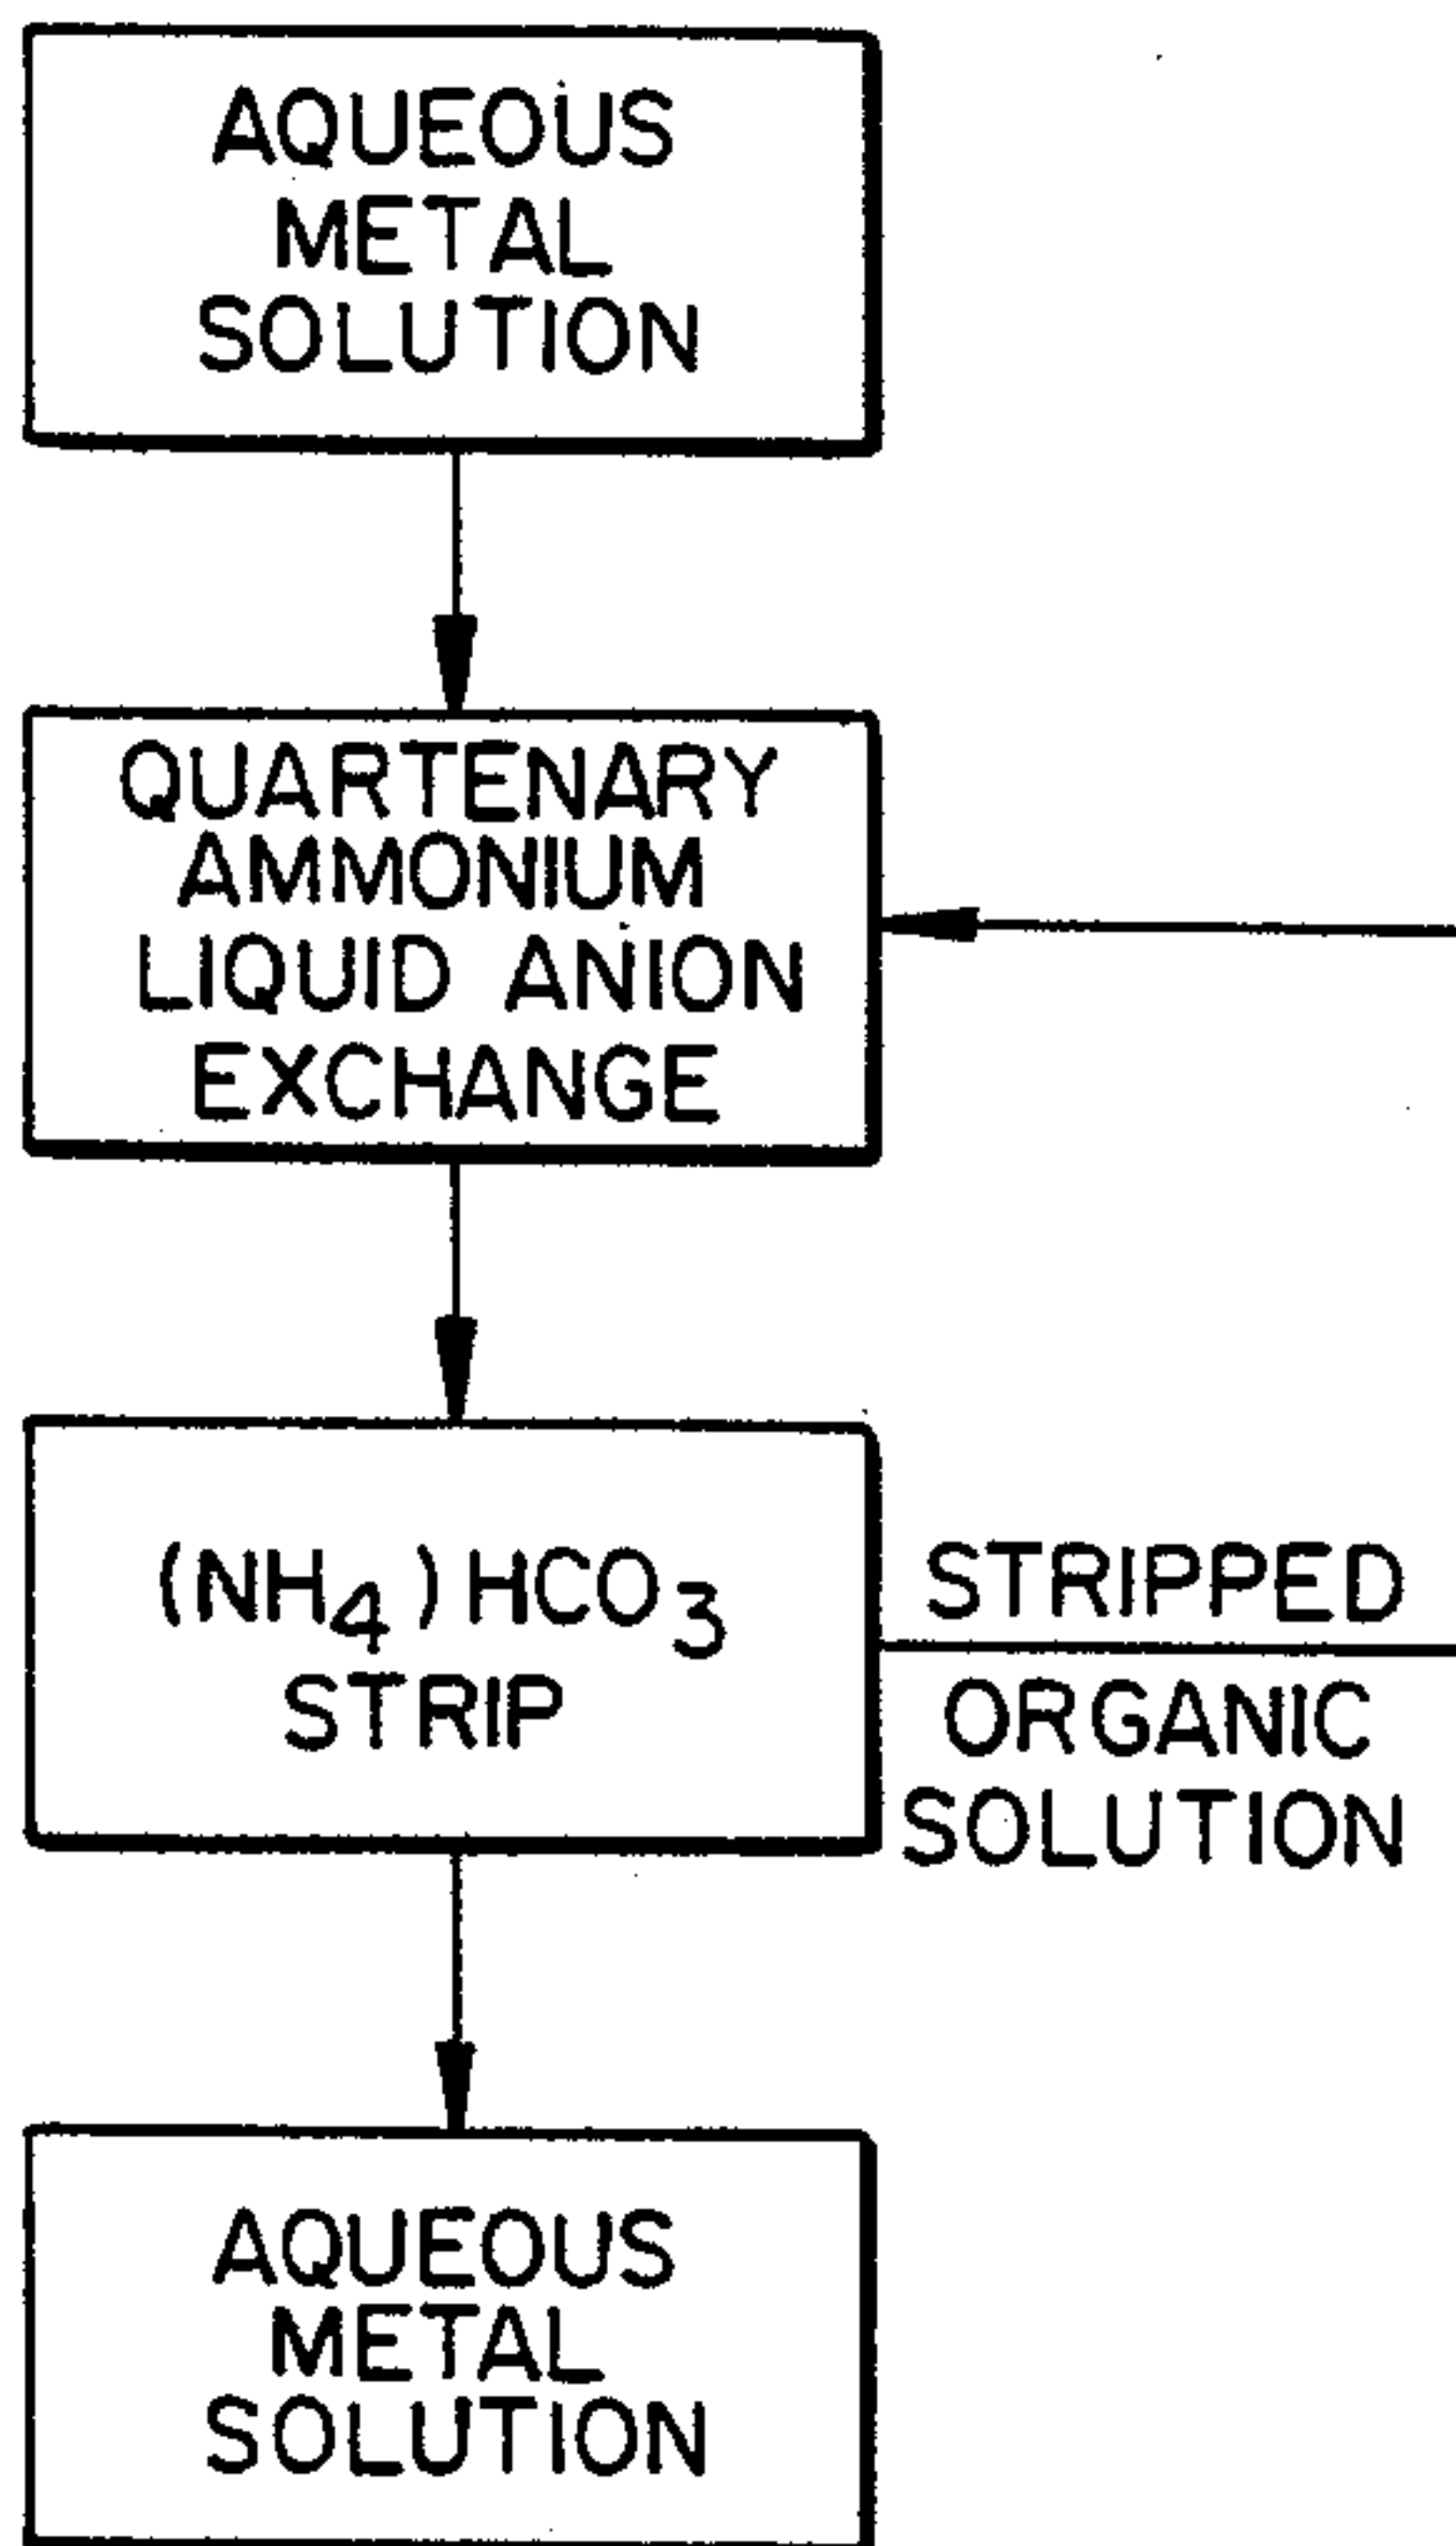 AQUEOUS
METAL
SOLUTION
QUARTENARY
AMMONIUM
LIQUID ANION
EXCHANGE
(NH₄)HCO₃
STRIP
STRIPPED
ORGANIC
SOLUTION
AQUEOUS
METAL
SOLUTION